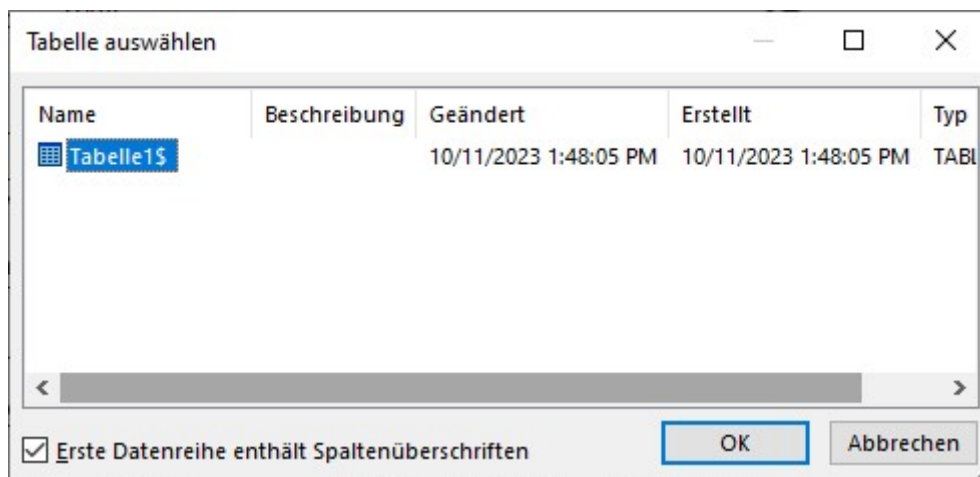 Tabelle auswählen
Name Beschreibung Geändert Erstellt Typ
Tabelle1$ 10/11/2023 1:48:05 PM 10/11/2023 1:48:05 PM TABL
Erste Datenreihe enthält Spaltenüberschriften OK Abbrechen